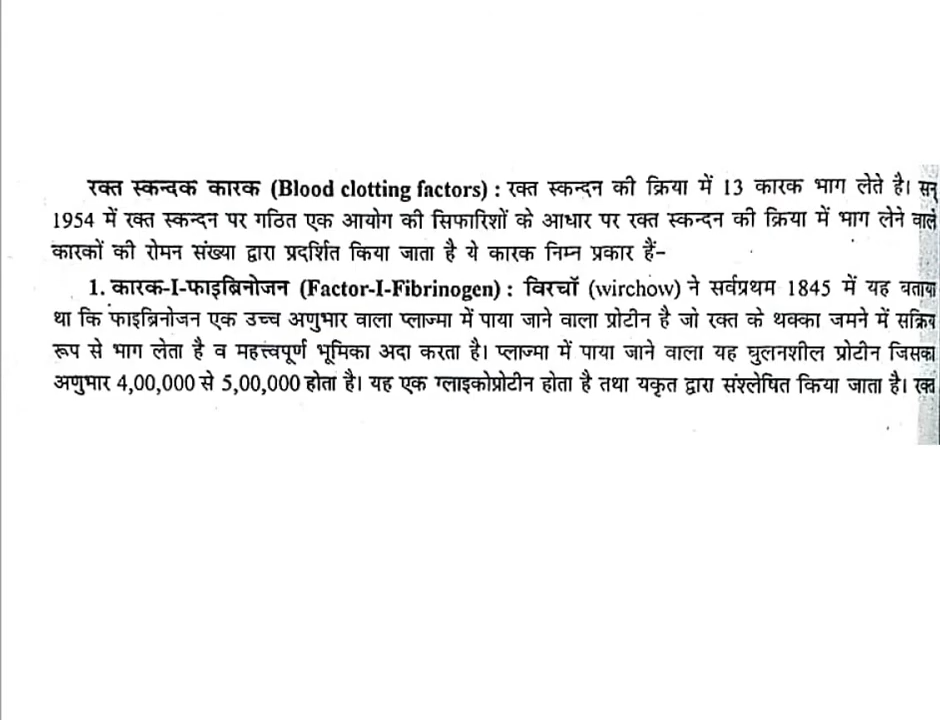 रक्त स्कन्दक कारक (Blood clotting factors) : रक्त स्कन्दन की क्रिया में 13 कारक भाग लेते है। सन्
1954 में रक्त स्कन्दन पर गठित एक आयोग की सिफारिशों के आधार पर रक्त स्कन्दन की क्रिया में भाग लेने वाले
कारकों की रोमन संख्या द्वारा प्रदर्शित किया जाता है ये कारक निम्न प्रकार हैं-
1. कारक-I-फाइब्रिनोजन (Factor-I-Fibrinogen) : विरचॉ (wirchow) ने सर्वप्रथम 1845 में यह बताया
था कि फाइब्रिनोजन एक उच्च अणुभार वाला प्लाज्मा में पाया जाने वाला प्रोटीन है जो रक्त के थक्का जमने में सक्रिय
रूप से भाग लेता है व महत्त्वपूर्ण भूमिका अदा करता है। प्लाज्मा में पाया जाने वाला यह घुलनशील प्रोटीन जिसका
अणुभार 4,00,000 से 5,00,000 होता है। यह एक ग्लाइकोप्रोटीन होता है तथा यकृत द्वारा संश्लेषित किया जाता है। रक्त